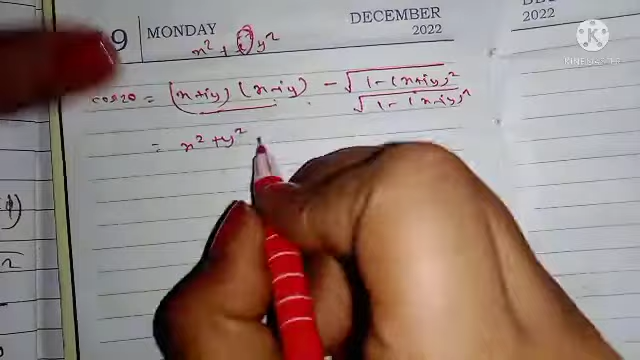 9 MONDAY DECEMBER
2022
2022
KINEMASTER
x² + i² y²
cos2θ = (x+iy) (x-iy) - √1-(x+iy)²
√1-(x-iy)²
= x² + y²